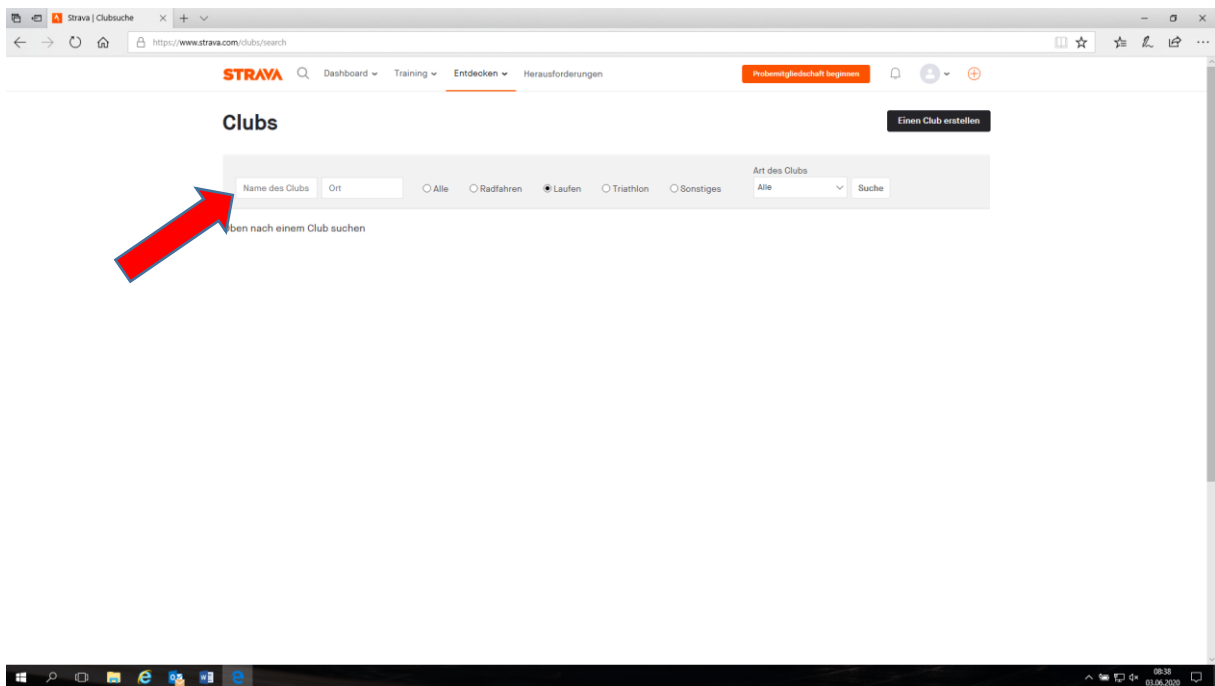 Strava | Clubsuche
https://www.strava.com/clubs/search
STRAVA Dashboard Training Entdecken Herausforderungen Probemitgliedschaft beginnen
Clubs
Einen Club erstellen
Art des Clubs
Name des Clubs Ort Alle Radfahren Laufen Triathlon Sonstiges Alle Suche
ben nach einem Club suchen
08:38
03.06.2020